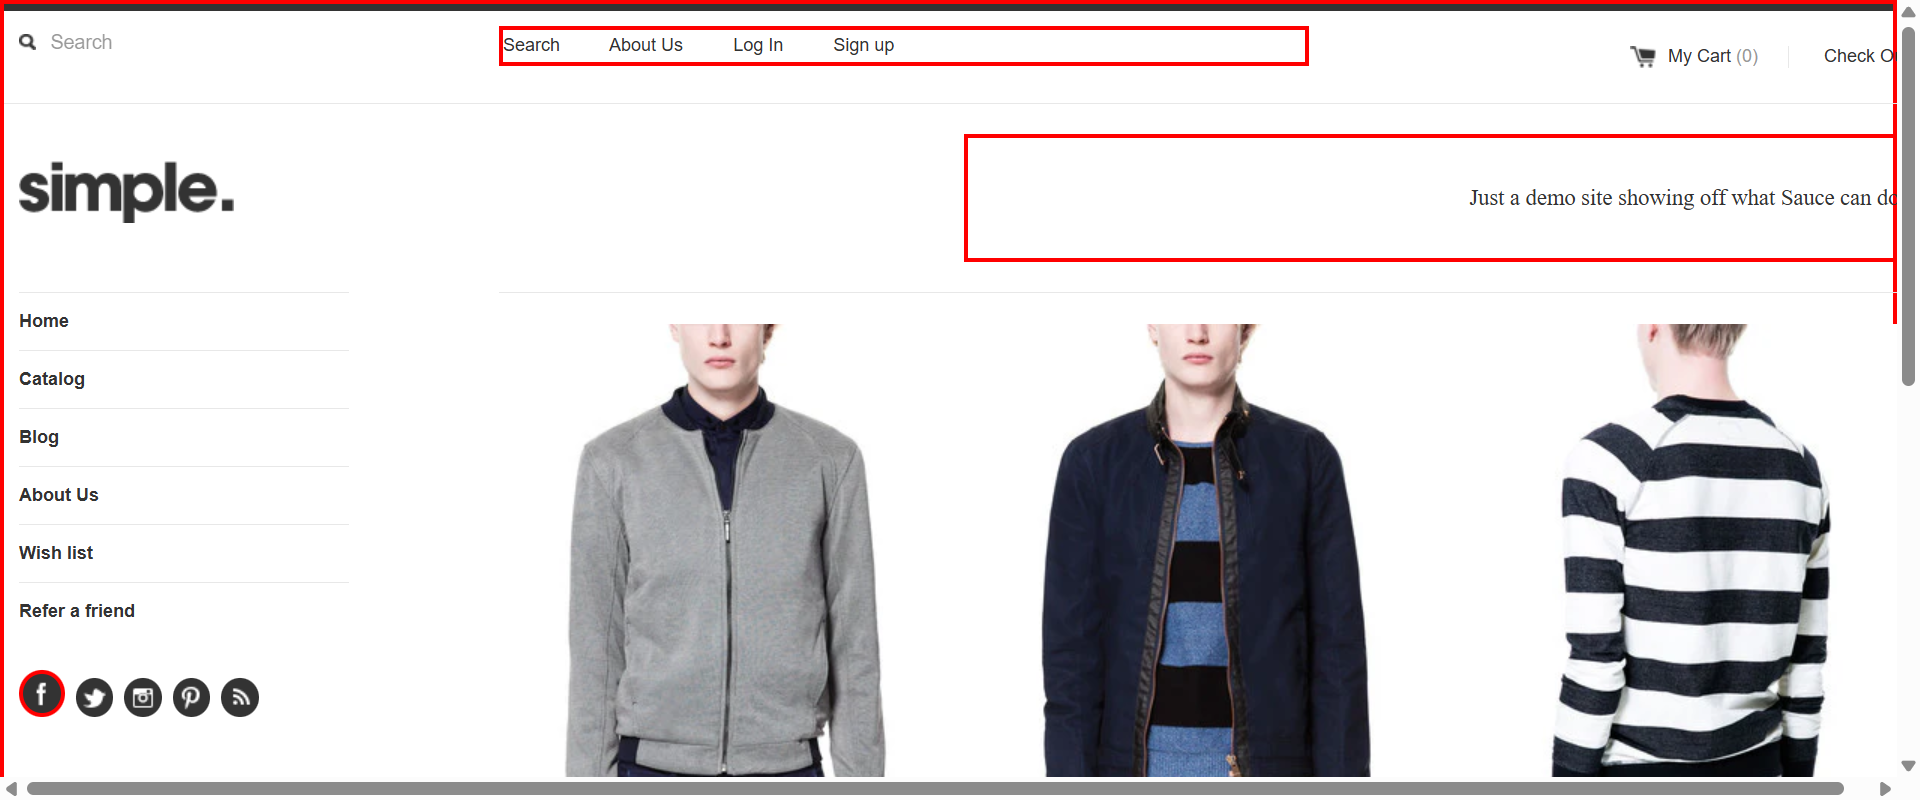 Search
Search About Us Log In Sign up
My Cart (0)
Check O
simple.
Just a demo site showing off what Sauce can do
Home
Catalog
Blog
About Us
Wish list
Refer a friend